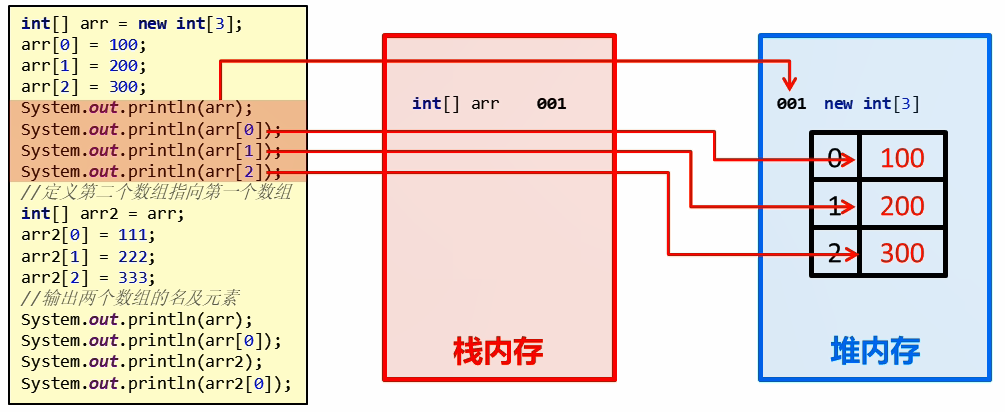 int[] arr = new int[3];
arr[0] = 100;
arr[1] = 200;
arr[2] = 300;
System.out.println(arr);
System.out.println(arr[0]);
System.out.println(arr[1]);
System.out.println(arr[2]);
//定义第二个数组指向第一个数组
int[] arr2 = arr;
arr2[0] = 111;
arr2[1] = 222;
arr2[2] = 333;
//输出两个数组的名及元素
System.out.println(arr);
System.out.println(arr[0]);
System.out.println(arr2);
System.out.println(arr2[0]);
int[] arr 001
栈内存
001 new int[3]
0 100
1 200
2 300
堆内存